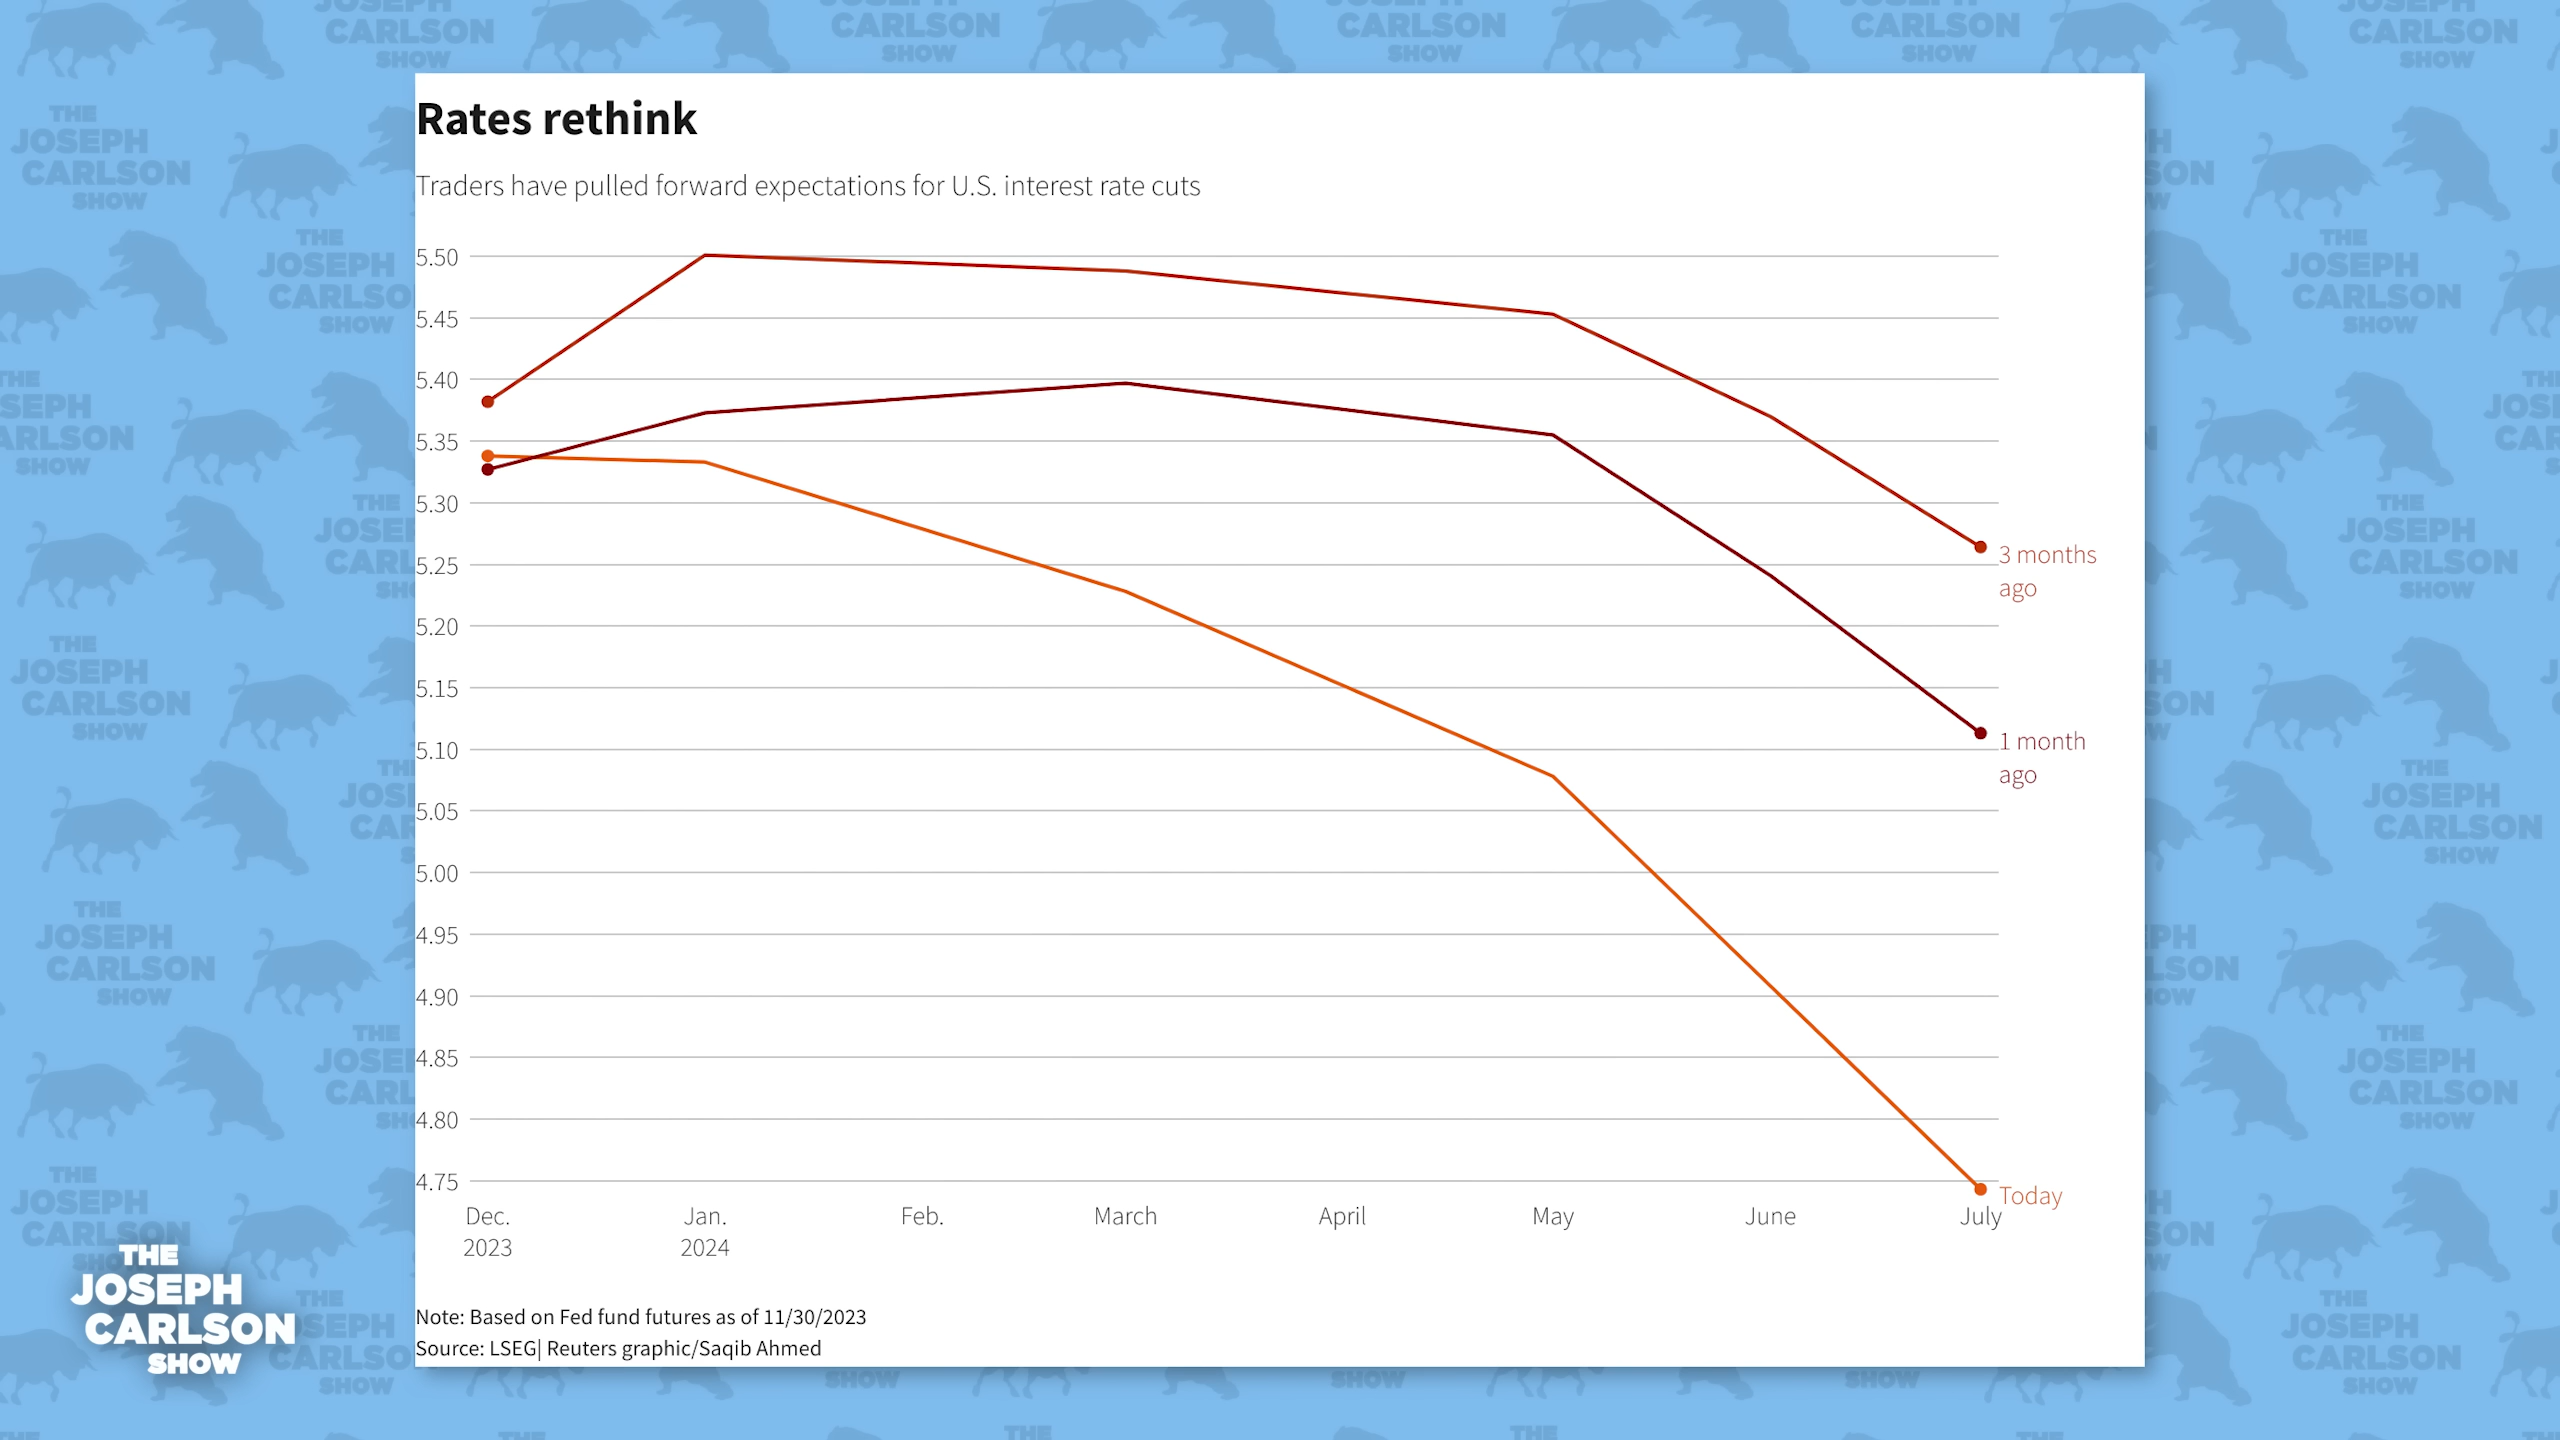 Rates rethink
Traders have pulled forward expectations for U.S. interest rate cuts
5.50
5.45
5.40
5.35
5.30
5.25
5.20
5.15
5.10
5.05
5.00
4.95
4.90
4.85
4.80
4.75
3 months
ago
1 month
ago
Today
Dec.
2023
Jan.
2024
Feb.
March
April
May
June
July
Note: Based on Fed fund futures as of 11/30/2023
Source: LSEG| Reuters graphic/Saqib Ahmed
THE
JOSEPH
CARLSON
SHOW